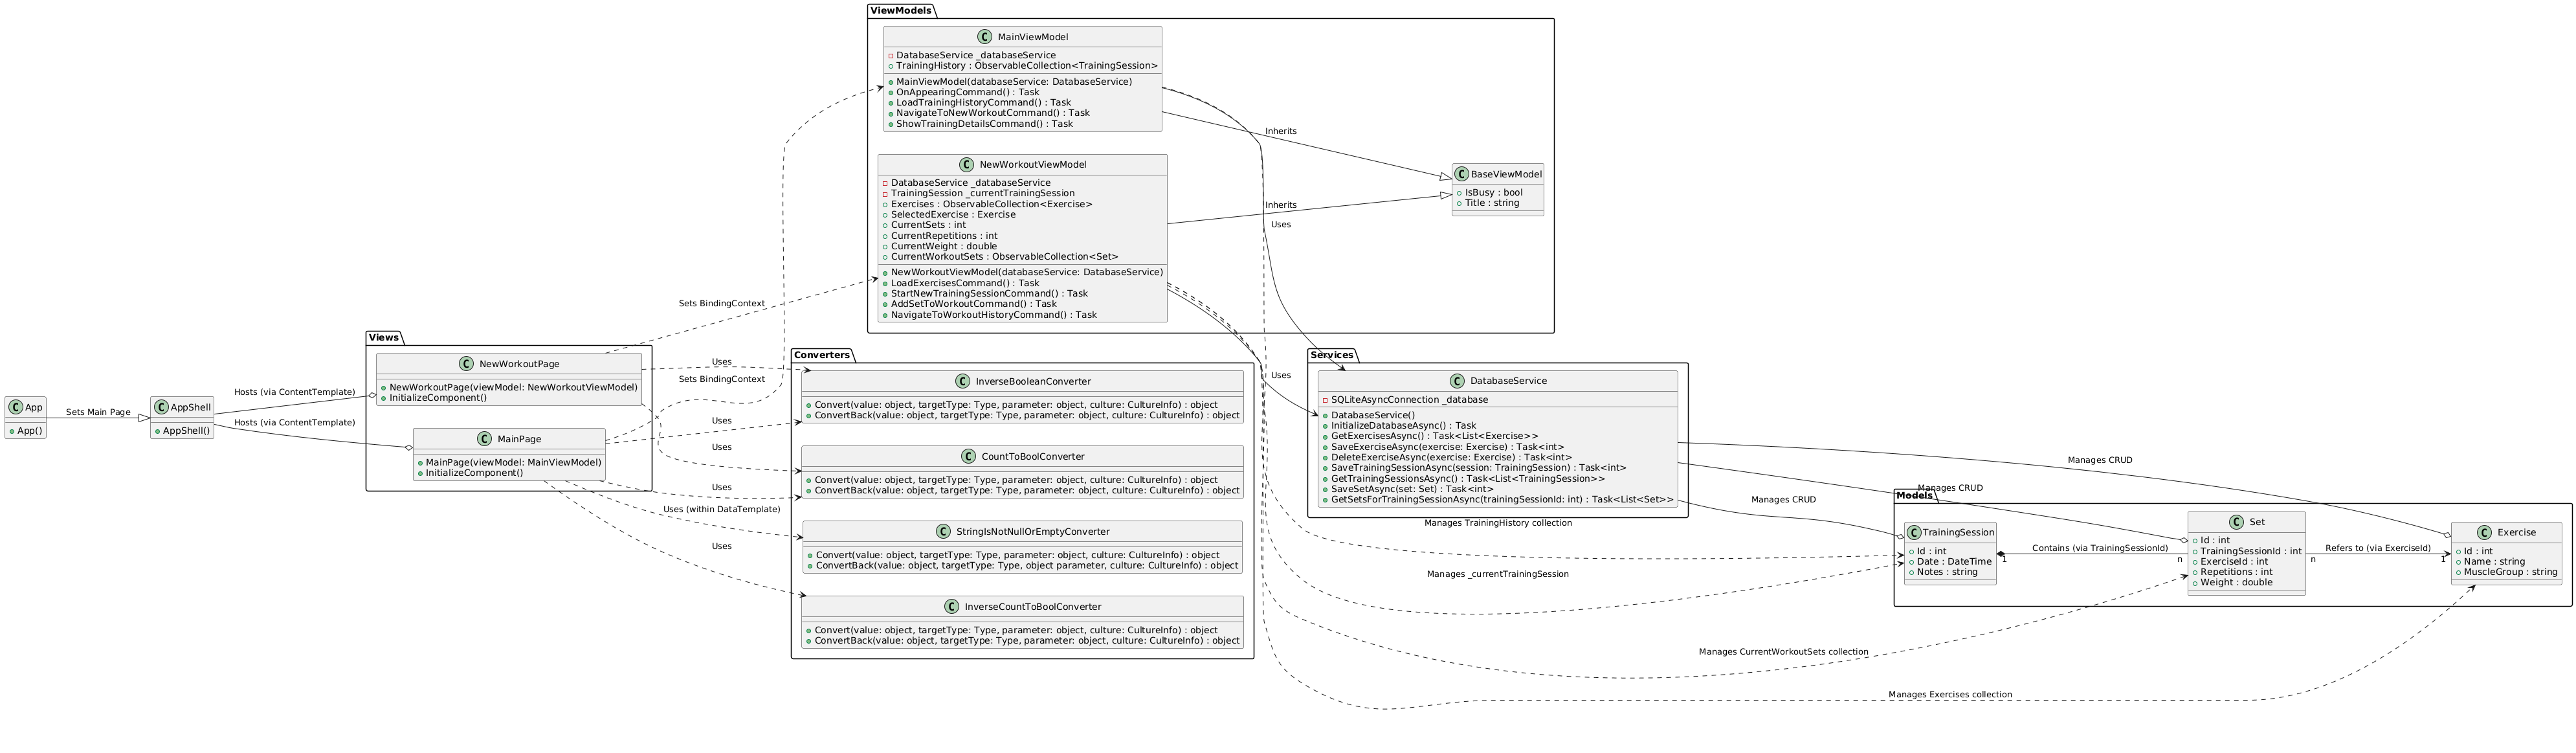 ViewModels
C MainViewModel
DatabaseService _databaseService
TrainingHistory : ObservableCollection<TrainingSession>
MainViewModel(databaseService: DatabaseService)
OnAppearingCommand() : Task
LoadTrainingHistoryCommand() : Task
NavigateToNewWorkoutCommand() : Task
ShowTrainingDetailsCommand() : Task
C NewWorkoutViewModel
DatabaseService _databaseService
TrainingSession _currentTrainingSession
Exercises : ObservableCollection<Exercise>
SelectedExercise : Exercise
CurrentSets : int
CurrentRepetitions : int
CurrentWeight : double
CurrentWorkoutSets : ObservableCollection<Set>
NewWorkoutViewModel(databaseService: DatabaseService)
LoadExercisesCommand() : Task
StartNewTrainingSessionCommand() : Task
AddSetToWorkoutCommand() : Task
NavigateToWorkoutHistoryCommand() : Task
C BaseViewModel
IsBusy : bool
Title : string
Inherits
Inherits
Uses
Uses
Sets BindingContext
Sets BindingContext
Views
C NewWorkoutPage
NewWorkoutPage(viewModel: NewWorkoutViewModel)
InitializeComponent()
C MainPage
MainPage(viewModel: MainViewModel)
InitializeComponent()
C App
App()
Sets Main Page
C AppShell
AppShell()
Hosts (via ContentTemplate)
Hosts (via ContentTemplate)
Uses
Uses
Uses
Uses
Uses (within DataTemplate)
Uses
Converters
C InverseBooleanConverter
Convert(value: object, targetType: Type, parameter: object, culture: CultureInfo) : object
ConvertBack(value: object, targetType: Type, parameter: object, culture: CultureInfo) : object
C CountToBoolConverter
Convert(value: object, targetType: Type, parameter: object, culture: CultureInfo) : object
ConvertBack(value: object, targetType: Type, parameter: object, culture: CultureInfo) : object
C StringIsNotNullOrEmptyConverter
Convert(value: object, targetType: Type, parameter: object, culture: CultureInfo) : object
ConvertBack(value: object, targetType: Type, object parameter, culture: CultureInfo) : object
C InverseCountToBoolConverter
Convert(value: object, targetType: Type, parameter: object, culture: CultureInfo) : object
ConvertBack(value: object, targetType: Type, parameter: object, culture: CultureInfo) : object
Services
C DatabaseService
SQLiteAsyncConnection _database
DatabaseService()
InitializeDatabaseAsync() : Task
GetExercisesAsync() : Task<List<Exercise>>
SaveExerciseAsync(exercise: Exercise) : Task<int>
DeleteExerciseAsync(exercise: Exercise) : Task<int>
SaveTrainingSessionAsync(session: TrainingSession) : Task<int>
GetTrainingSessionsAsync() : Task<List<TrainingSession>>
SaveSetAsync(set: Set) : Task<int>
GetSetsForTrainingSessionAsync(trainingSessionId: int) : Task<List<Set>>
Manages CRUD
Manages CRUD
Manages CRUD
Manages TrainingHistory collection
Manages _currentTrainingSession
Manages CurrentWorkoutSets collection
Manages Exercises collection
Models
C TrainingSession
Id : int
Date : DateTime
Notes : string
1 Contains (via TrainingSessionId) n
C Set
Id : int
TrainingSessionId : int
ExerciseId : int
Repetitions : int
Weight : double
n Refers to (via ExerciseId) 1
C Exercise
Id : int
Name : string
MuscleGroup : string